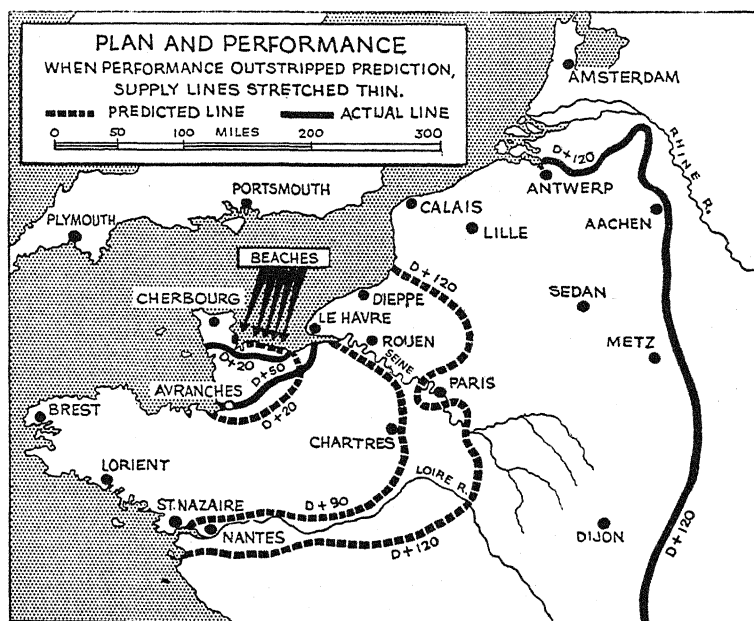 PLAN AND PERFORMANCE
WHEN PERFORMANCE OUTSTRIPPED PREDICTION,
SUPPLY LINES STRETCHED THIN.
PREDICTED LINE ACTUAL LINE
0 50 100 MILES 200 300
AMSTERDAM
RHINE R.
D+120
ANTWERP
PORTSMOUTH
CALAIS
AACHEN
PLYMOUTH
LILLE
BEACHES
D+120
CHERBOURG
DIEPPE
SEDAN
LE HAVRE
ROUEN
METZ
D+20
D+50
SEINE
AVRANCHES
PARIS
BREST
D+20
CHARTRES
LORIENT
LOIRE R.
ST. NAZAIRE
D+90
NANTES
D+120
DIJON
D+120